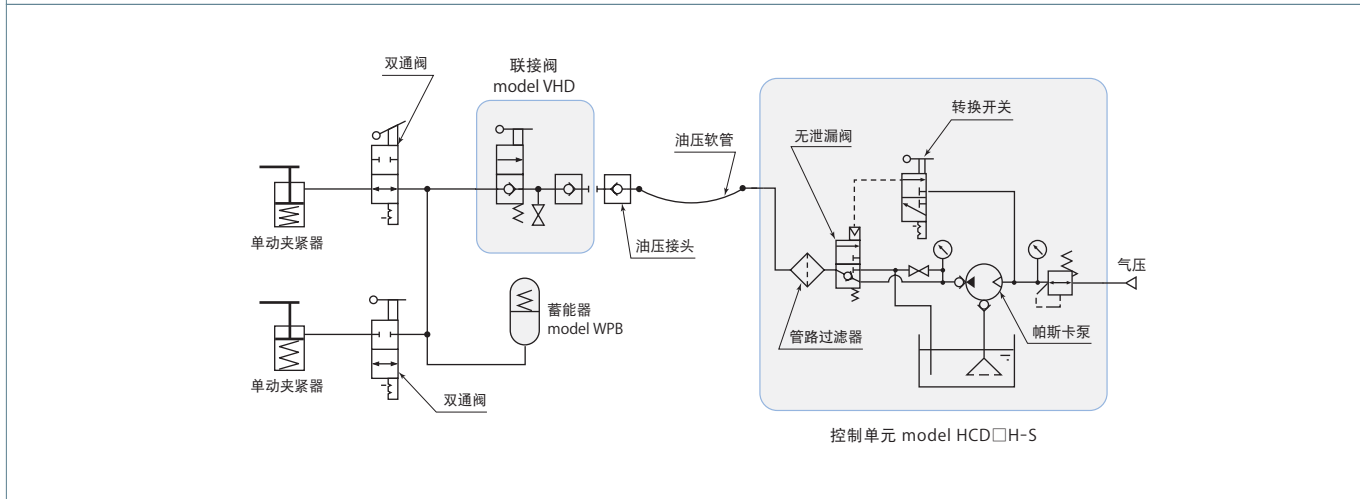 双通阀
联接阀
model VHD
油压软管
无泄漏阀
转换开关
单动夹紧器
油压接头
气压
蓄能器
model WPB
管路过滤器
帕斯卡泵
单动夹紧器
双通阀
控制单元 model HCD□H-S